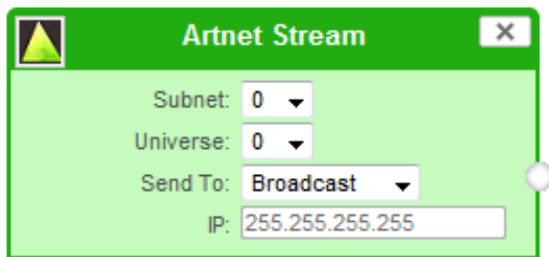 Artnet Stream
Subnet: 0
Universe: 0
Send To: Broadcast
IP: 255.255.255.255